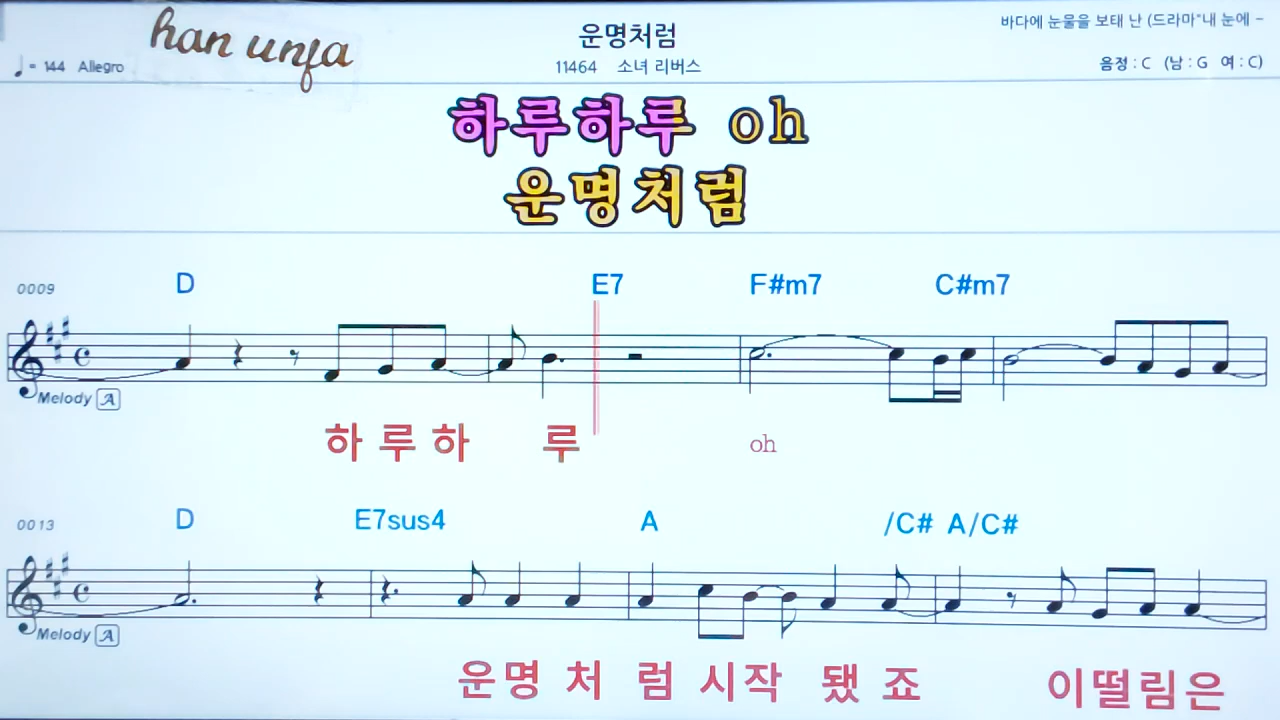 han unfa
운명처럼
바다에 눈물을 보태 난 (드라마"내 눈에 -
♩= 144 Allegro
11464 소녀 리버스
음정 : C (남 : G 여 : C)
하루하루 oh
운명처럼
0009 D E7 F#m7 C#m7
Melody A
하 루 하 루 oh
0013 D E7sus4 A /C# A/C#
Melody A
운명 처 럼 시작 됐 죠 이떨림은